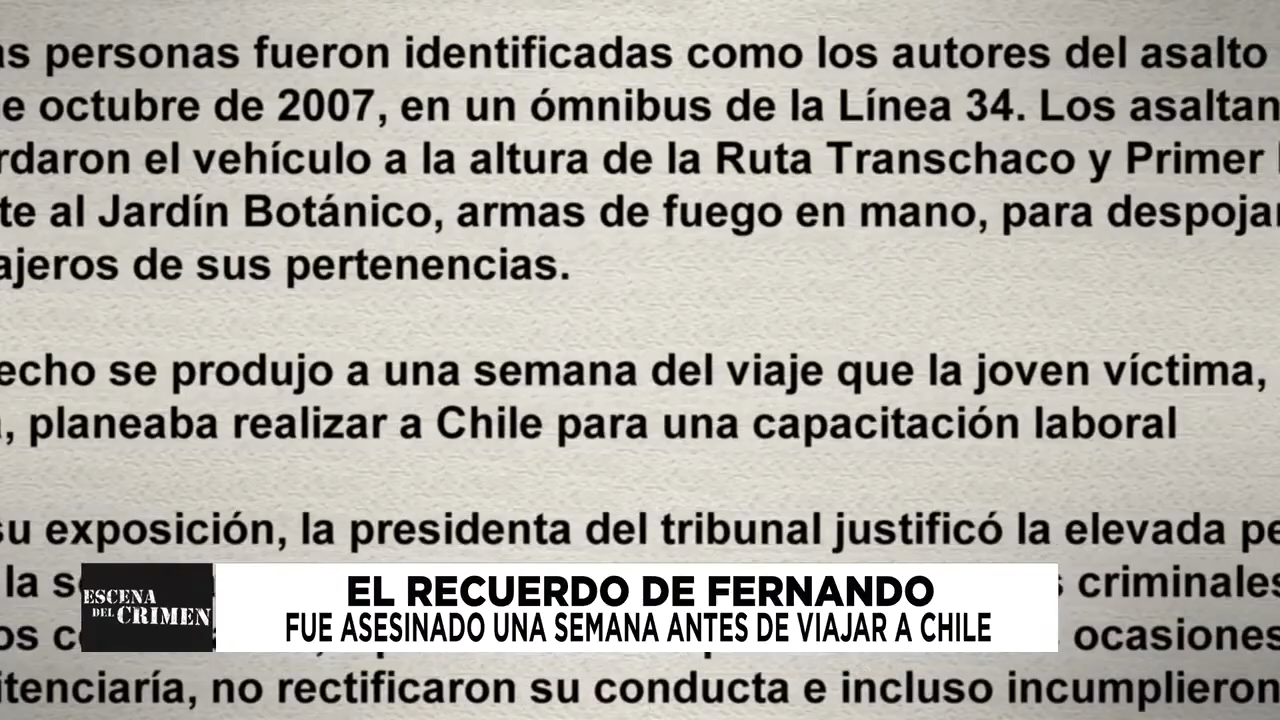 as personas fueron identificadas como los autores del asalto
e octubre de 2007, en un ómnibus de la Línea 34. Los asaltan
rdaron el vehículo a la altura de la Ruta Transchaco y Primer
te al Jardín Botánico, armas de fuego en mano, para despojar
ajeros de sus pertenencias.
echo se produjo a una semana del viaje que la joven víctima,
, planeaba realizar a Chile para una capacitación laboral
su exposición, la presidenta del tribunal justificó la elevada pe
la s criminales
os c ocasiones
itenciaría, no rectificaron su conducta e incluso incumplieron
ESCENA
DEL CRIMEN
EL RECUERDO DE FERNANDO
FUE ASESINADO UNA SEMANA ANTES DE VIAJAR A CHILE